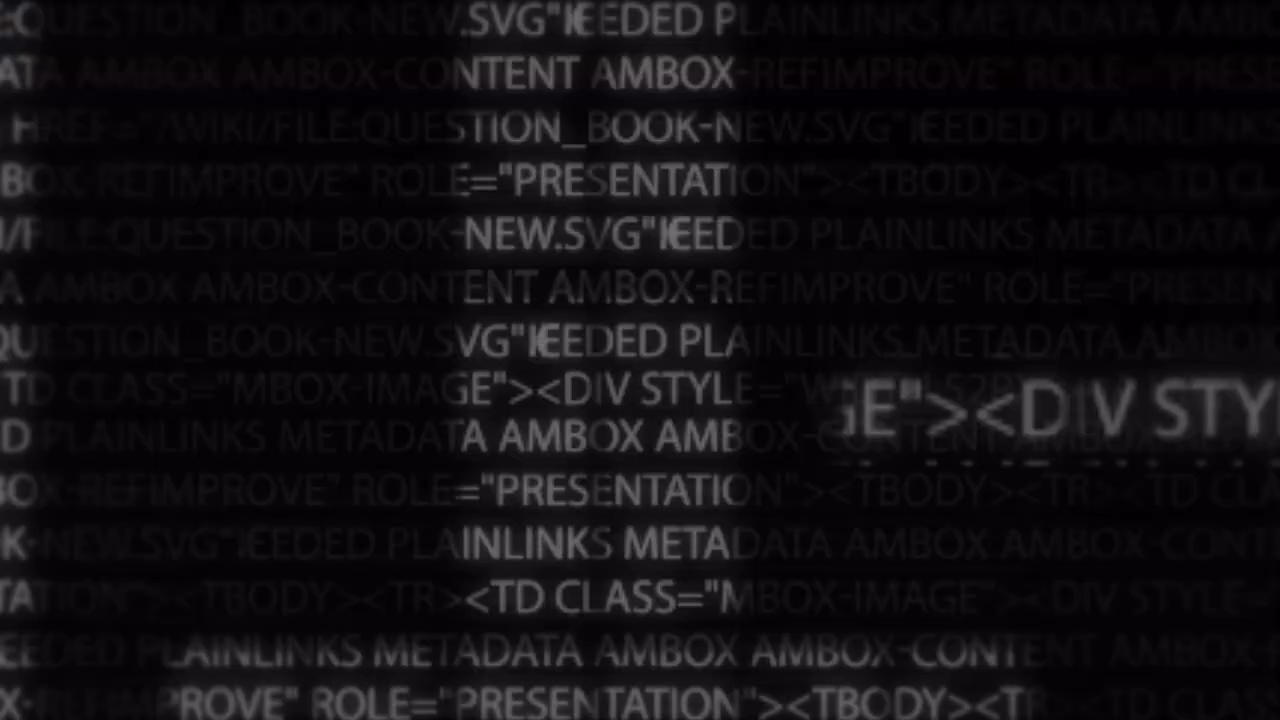 QUESTION_BOOK-NEW.SVG"IEEDED PLAINLINKS METADATA AMBOX
ATA AMBOX AMBOX-CONTENT AMBOX-REFIMPROVE" ROLE="PRESE
HREF="/WIKI/FILE:QUESTION_BOOK-NEW.SVG"IEEDED PLAINLINKS
BOX-REFIMPROVE" ROLE="PRESENTATION"><TBODY><TR><TD CL
I/FILE:QUESTION_BOOK-NEW.SVG"IEEDED PLAINLINKS METADATA A
A AMBOX AMBOX-CONTENT AMBOX-REFIMPROVE" ROLE="PRESEN
QUESTION_BOOK-NEW.SVG"IEEDED PLAINLINKS METADATA AMBOX
TD CLASS="MBOX-IMAGE"><DIV STYLE=
GE"><DIV STYL
D PLAINLINKS METADATA AMBOX AMBOX-CONTENT
BOX-REFIMPROVE" ROLE="PRESENTATION"><TBODY><TR><TD CLA
K-NEW.SVG"IEEDED PLAINLINKS METADATA AMBOX AMBOX-CONT
TATION"><TBODY><TR><TD CLASS="MBOX-IMAGE"><DIV STYLE=
EEDED PLAINLINKS METADATA AMBOX AMBOX-CONTENT AMBOX-
X-REFIMPROVE" ROLE="PRESENTATION"><TBODY><TR><TD CLASS